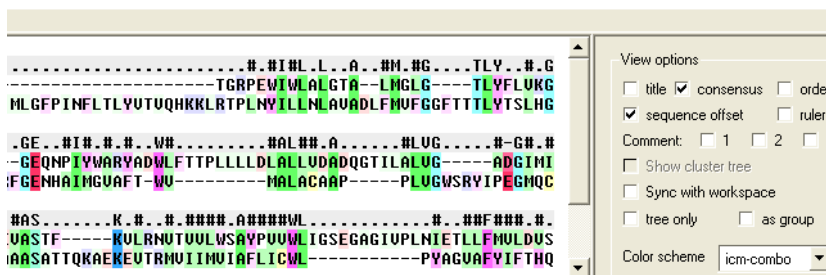 .......................#.#I#L.L..A..#M.#G....TLY..#.G
--------------------TGRPEWIWLALGTA--LMGLG----TLYFLVKG
MLGFPINFLTLYVTVQHKKLRTPLNYILLNLAVADLFMVFGGFTTTLYTSLHG
.GE..#I#.#.#..W#.........#AL##.A......#LVG.....#-G#.#
-GEQNPIYWARYADWLFTTPLLLLDLALLVDADQGTILALVG-----ADGIMI
FGENHAIMGVAFT-WV---------MALACAAP-----PLVGWSRYIPEGMQC
#AS.......K.#..#.####.A####WL............#..##F###.#.
VASTF-----KVLRNVTVVLWSAYPVVWLIGSEGAGIVPLNIETLLFMVLDVS
AASATTQKAEKEVTRMVIIMVIAFLICWL-----------PYAGVAFYIFTHQ
View options
title consensus orde
sequence offset ruler
Comment: 1 2
Show cluster tree
Sync with workspace
tree only as group
Color scheme icm-combo